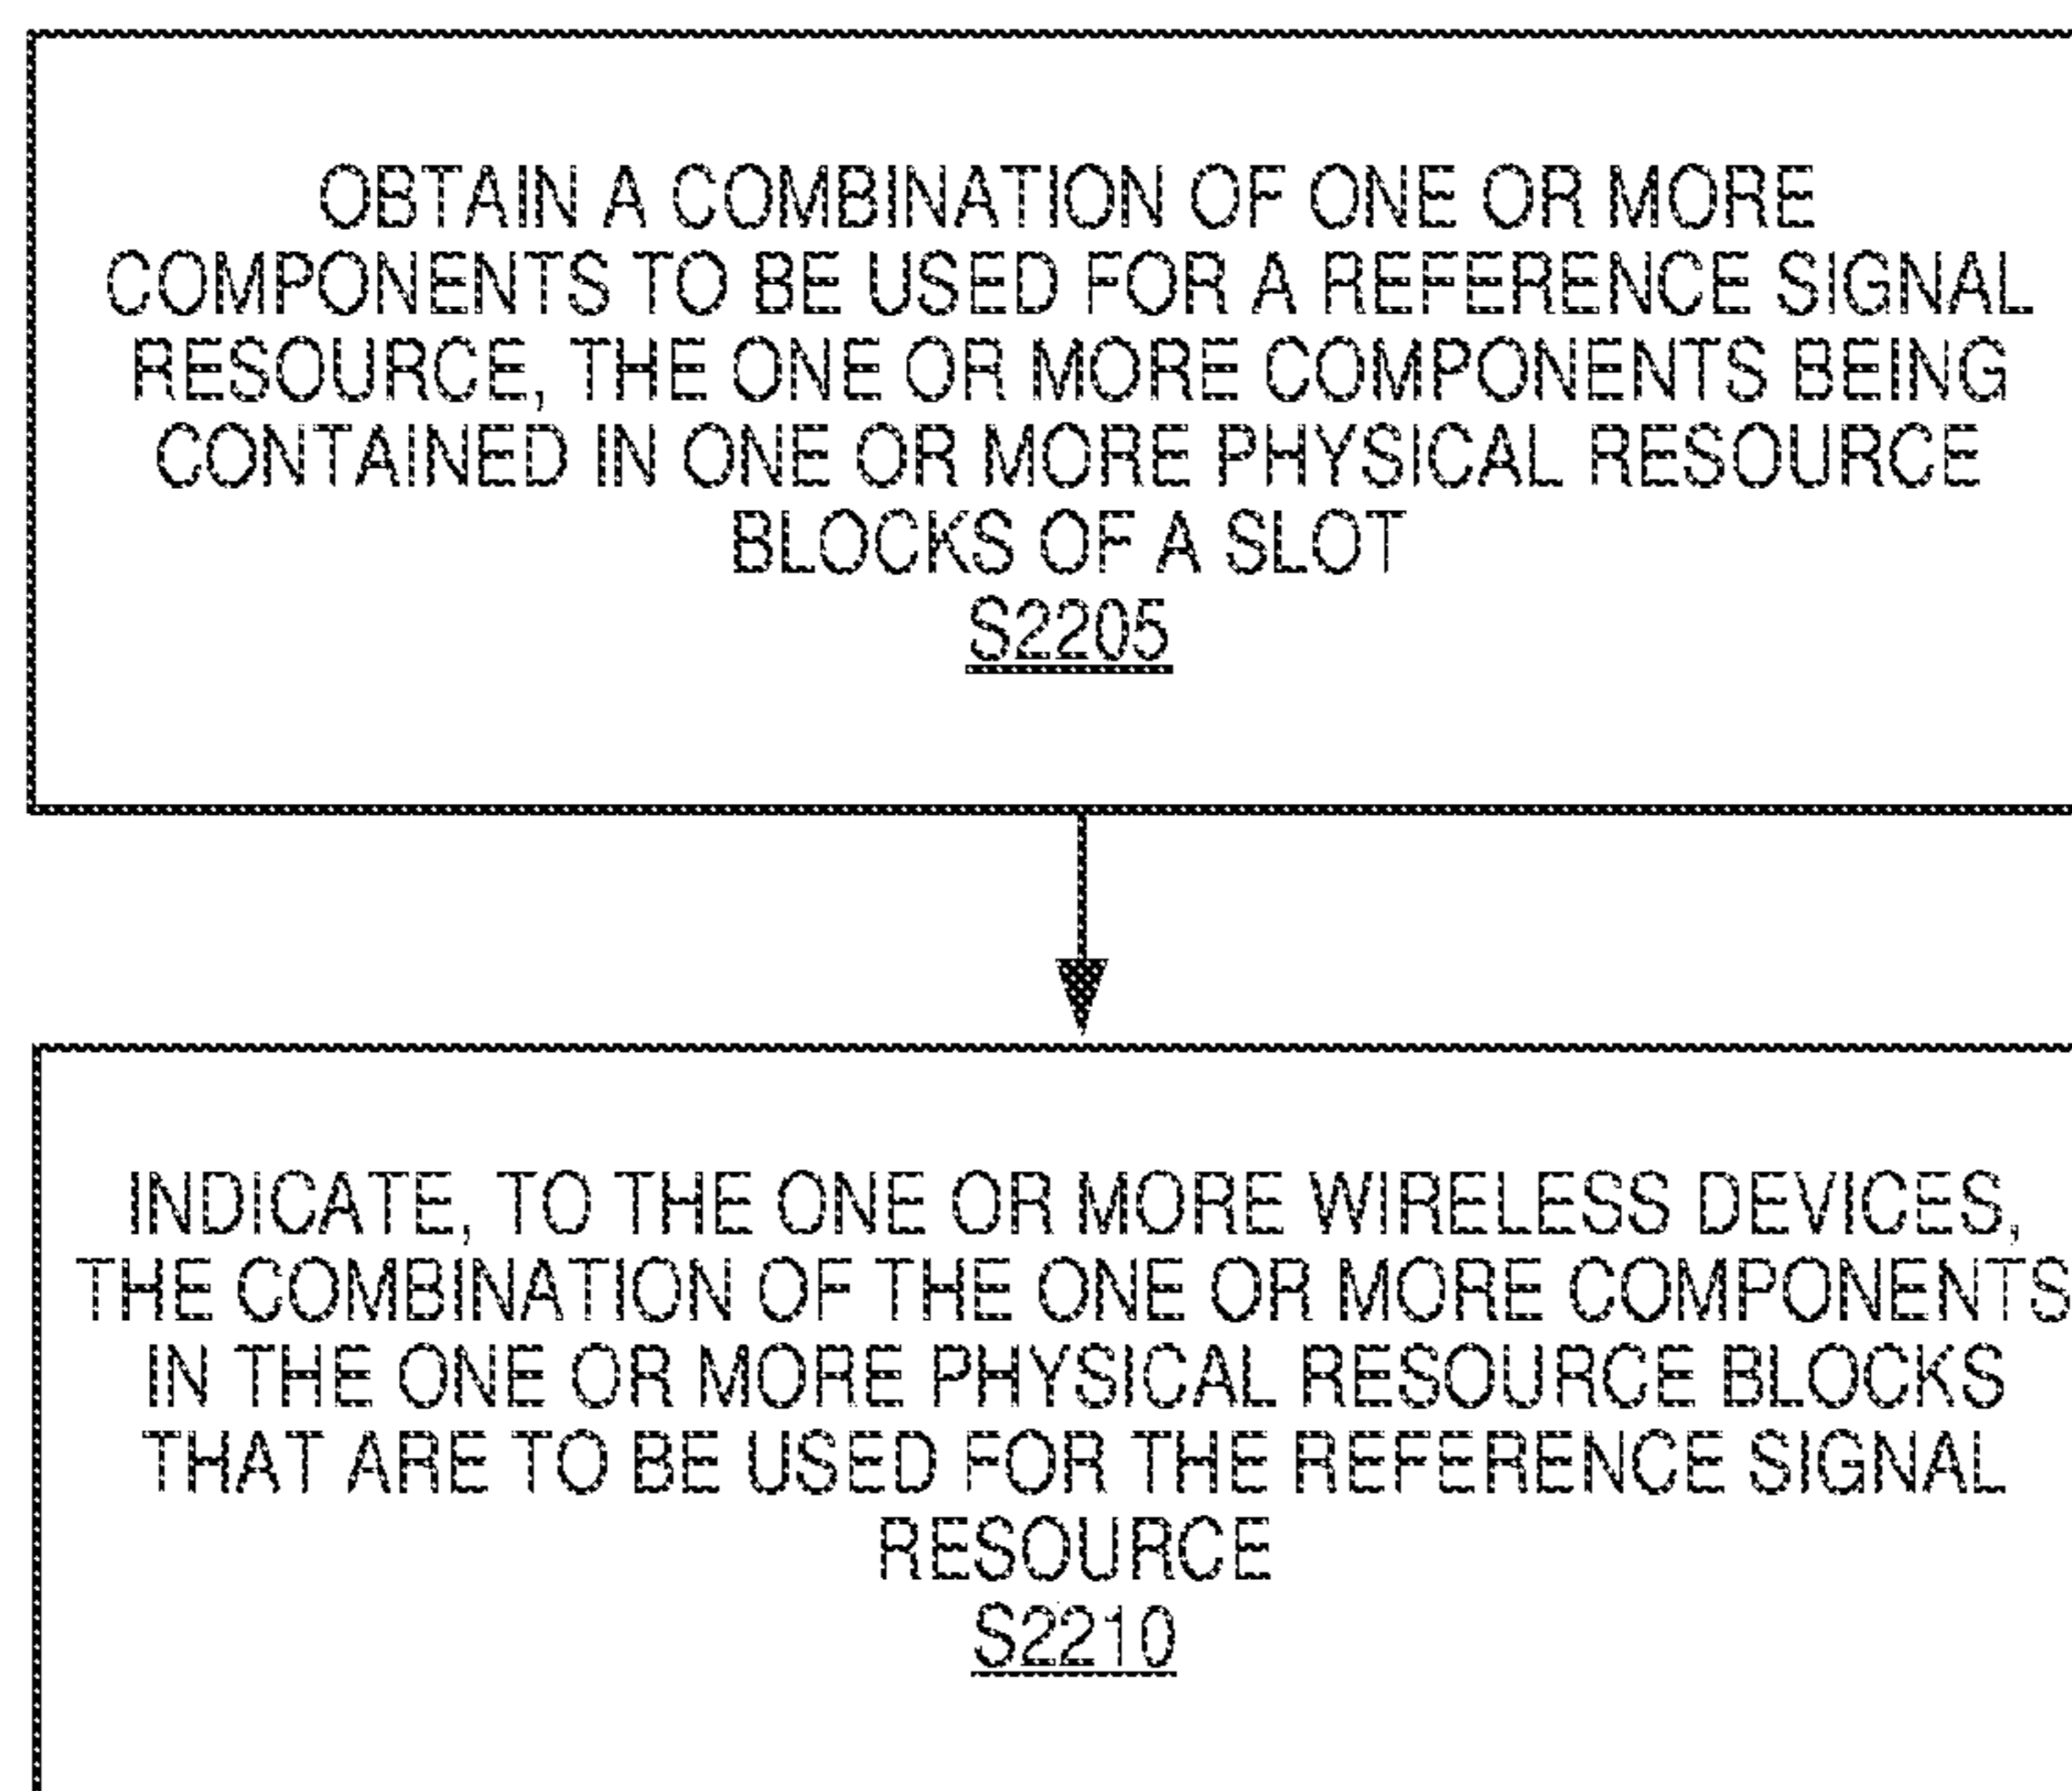 OBTAIN A COMBINATION OF ONE OR MORE
COMPONENTS TO BE USED FOR A REFERENCE SIGNAL
RESOURCE, THE ONE OR MORE COMPONENTS BEING
CONTAINED IN ONE OR MORE PHYSICAL RESOURCE
BLOCKS OF A SLOT
S2205
INDICATE, TO THE ONE OR MORE WIRELESS DEVICES,
THE COMBINATION OF THE ONE OR MORE COMPONENTS
IN THE ONE OR MORE PHYSICAL RESOURCE BLOCKS
THAT ARE TO BE USED FOR THE REFERENCE SIGNAL
RESOURCE
S2210